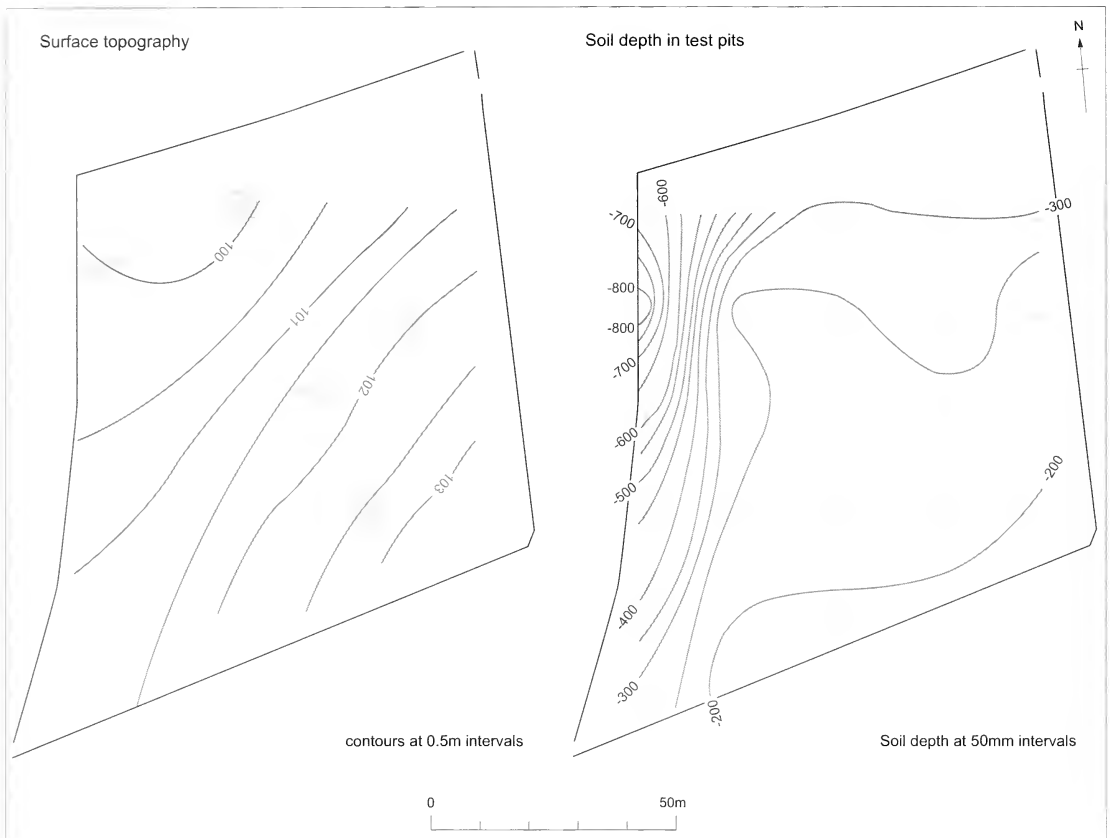 Surface topography
Soil depth in test pits
N
100
101
102
103
contours at 0.5m intervals
-600
-700
-800
-800
-700
-600
-500
-400
-300
-200
-300
-200
Soil depth at 50mm intervals
0
50m